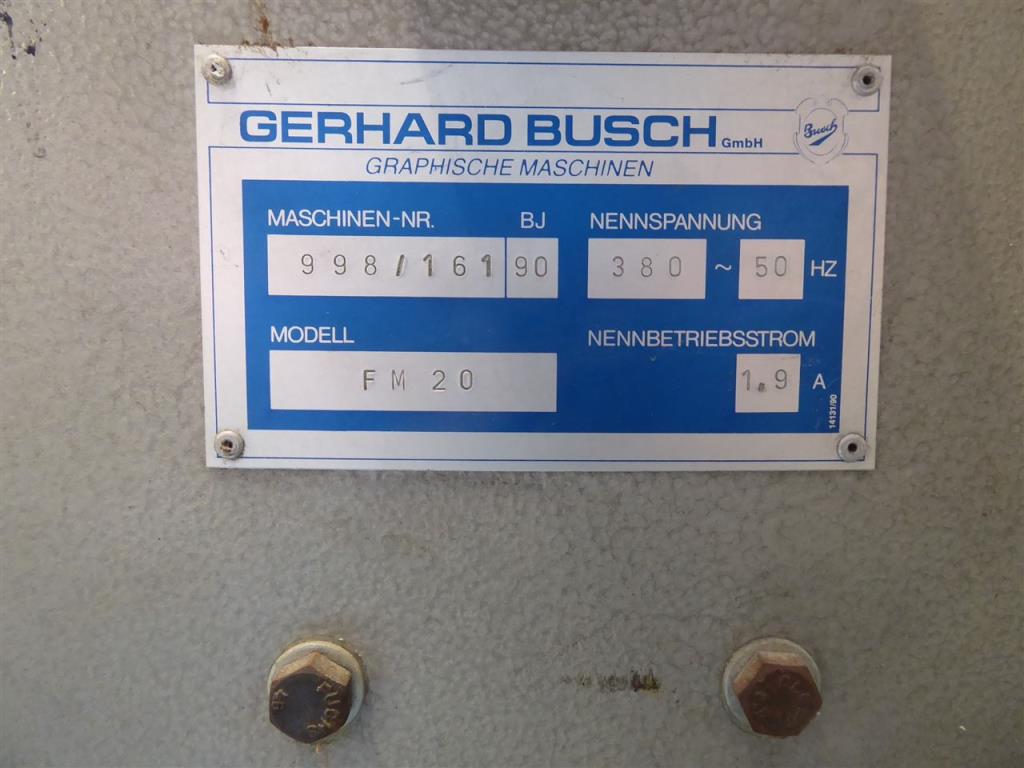 GERHARD BUSCH GmbH
Busch
GRAPHISCHE MASCHINEN
MASCHINEN-NR. BJ NENNSPANNUNG
998/161 90 380 ~ 50 HZ
MODELL NENNBETRIEBSSTROM
FM 20 1.9 A
14131/90